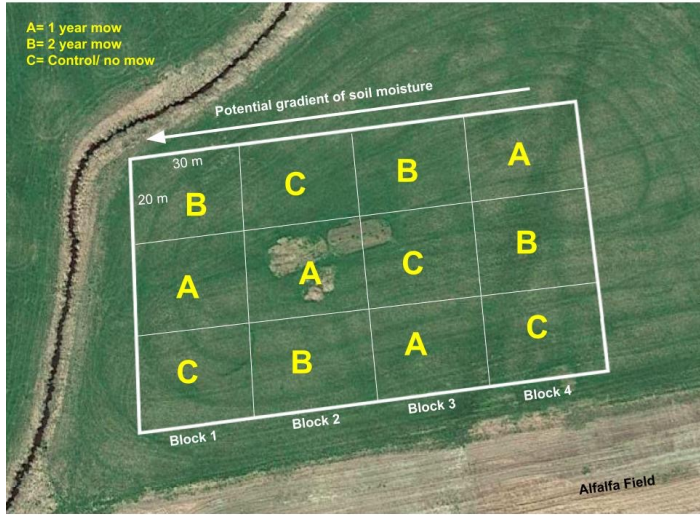 A= 1 year mow
B= 2 year mow
C= Control/ no mow
Potential gradient of soil moisture
30 m
20 m
B
C
B
A
A
A
C
B
C
B
A
C
Block 1
Block 2
Block 3
Block 4
Alfalfa Field